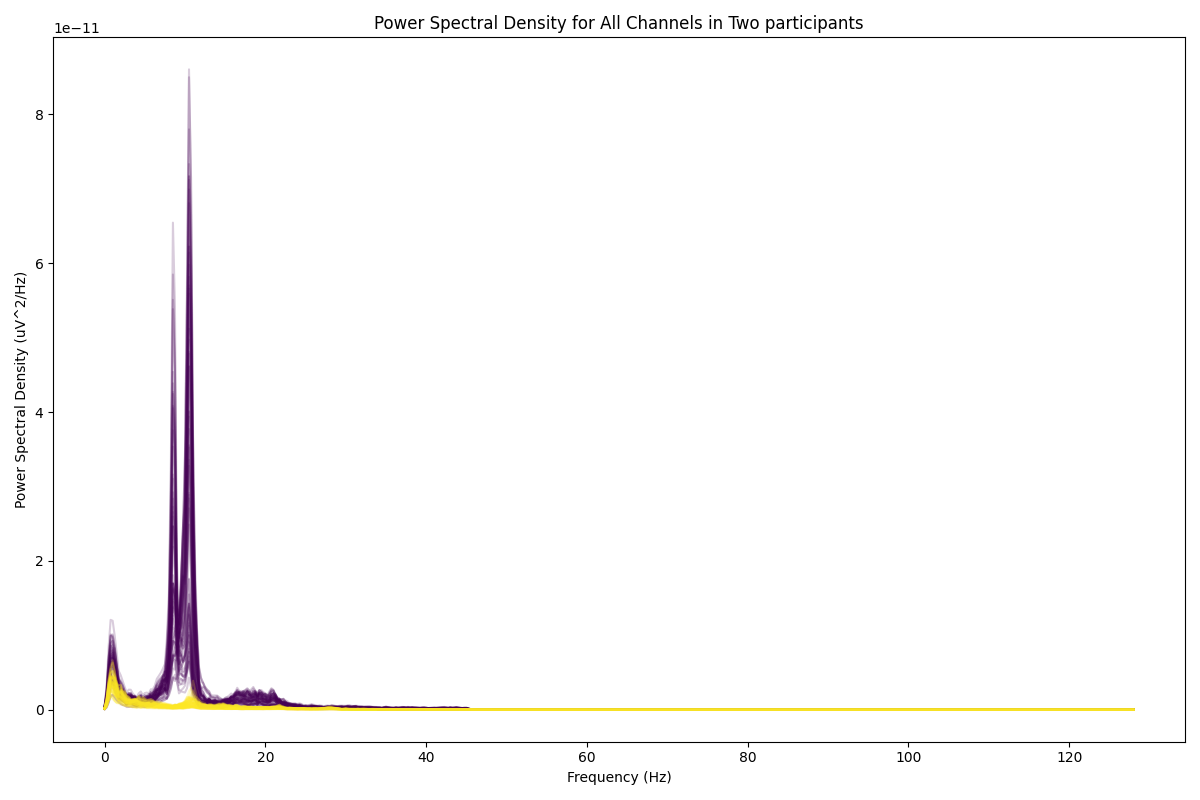 Power Spectral Density for All Channels in Two participants
1e−11
8
6
4
2
0
Power Spectral Density (uV^2/Hz)
0 20 40 60 80 100 120
Frequency (Hz)